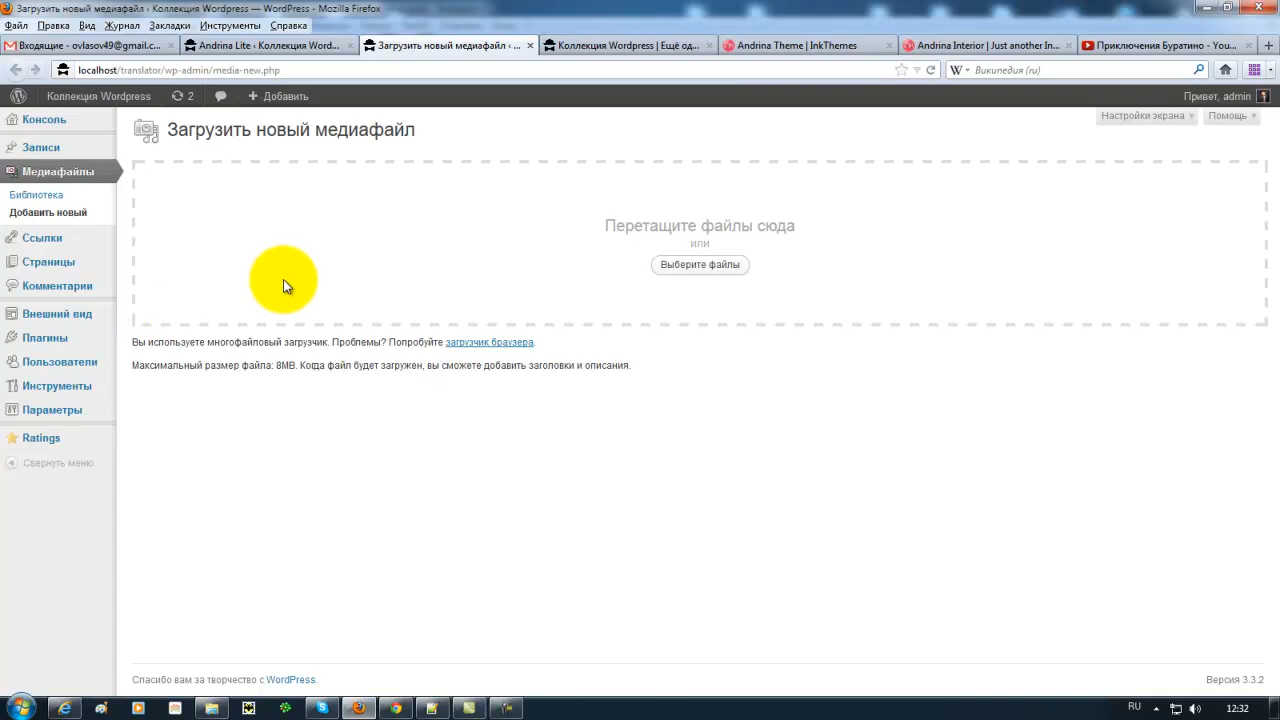 Загрузить новый медиафайл ‹ Коллекция Wordpress — WordPress - Mozilla Firefox
Файл Правка Вид Журнал Закладки Инструменты Справка
Входящие - ovlasov49@gmail.c...
Andrina Lite ‹ Коллекция Word...
Загрузить новый медиафайл ‹ ...
Коллекция Wordpress | Ещё од...
Andrina Theme | InkThemes
Andrina Interior | Just another In...
Приключения Буратино - You...
localhost/translator/wp-admin/media-new.php
Википедия (ru)
Коллекция Wordpress
2
Добавить
Привет, admin
Консоль
Записи
Медиафайлы
Библиотека
Добавить новый
Ссылки
Страницы
Комментарии
Внешний вид
Плагины
Пользователи
Инструменты
Параметры
Ratings
Свернуть меню
Настройки экрана
Помощь
Загрузить новый медиафайл
Перетащите файлы сюда
или
Выберите файлы
Вы используете многофайловый загрузчик. Проблемы? Попробуйте загрузчик браузера.
Максимальный размер файла: 8MB. Когда файл будет загружен, вы сможете добавить заголовки и описания.
Спасибо вам за творчество с WordPress.
Версия 3.3.2
RU
12:32